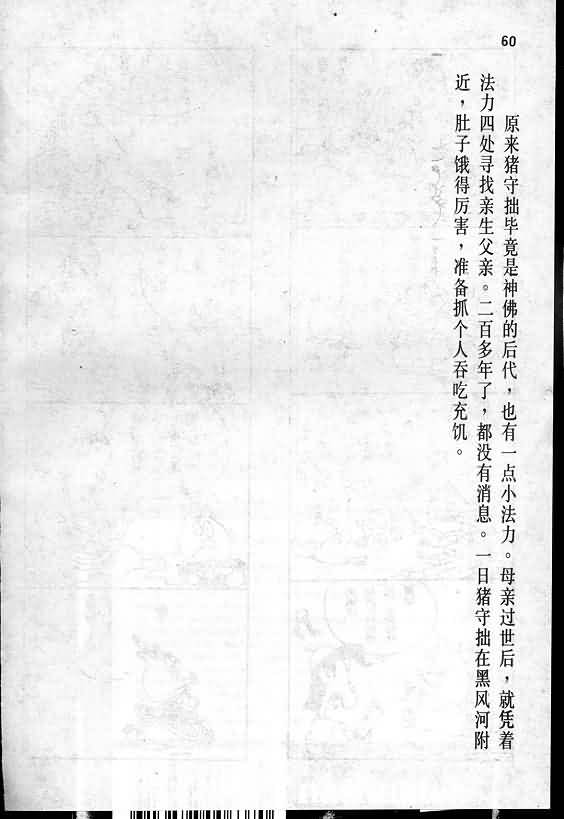 60
原来猪守拙毕竟是神佛的后代，也有一点小法力。母亲过世后，就凭着
法力四处寻找亲生父亲。二百多年了，都没有消息。一日猪守拙在黑风河附
近，肚子饿得厉害，准备抓个人吞吃充饥。